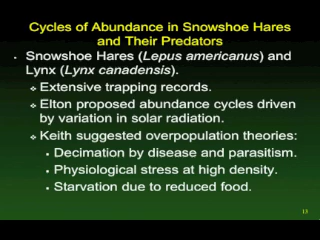 Cycles of Abundance in Snowshoe Hares
and Their Predators
• Snowshoe Hares (Lepus americanus) and
Lynx (Lynx canadensis).
❖ Extensive trapping records.
❖ Elton proposed abundance cycles driven
by variation in solar radiation.
❖ Keith suggested overpopulation theories:
• Decimation by disease and parasitism.
• Physiological stress at high density.
• Starvation due to reduced food.
13